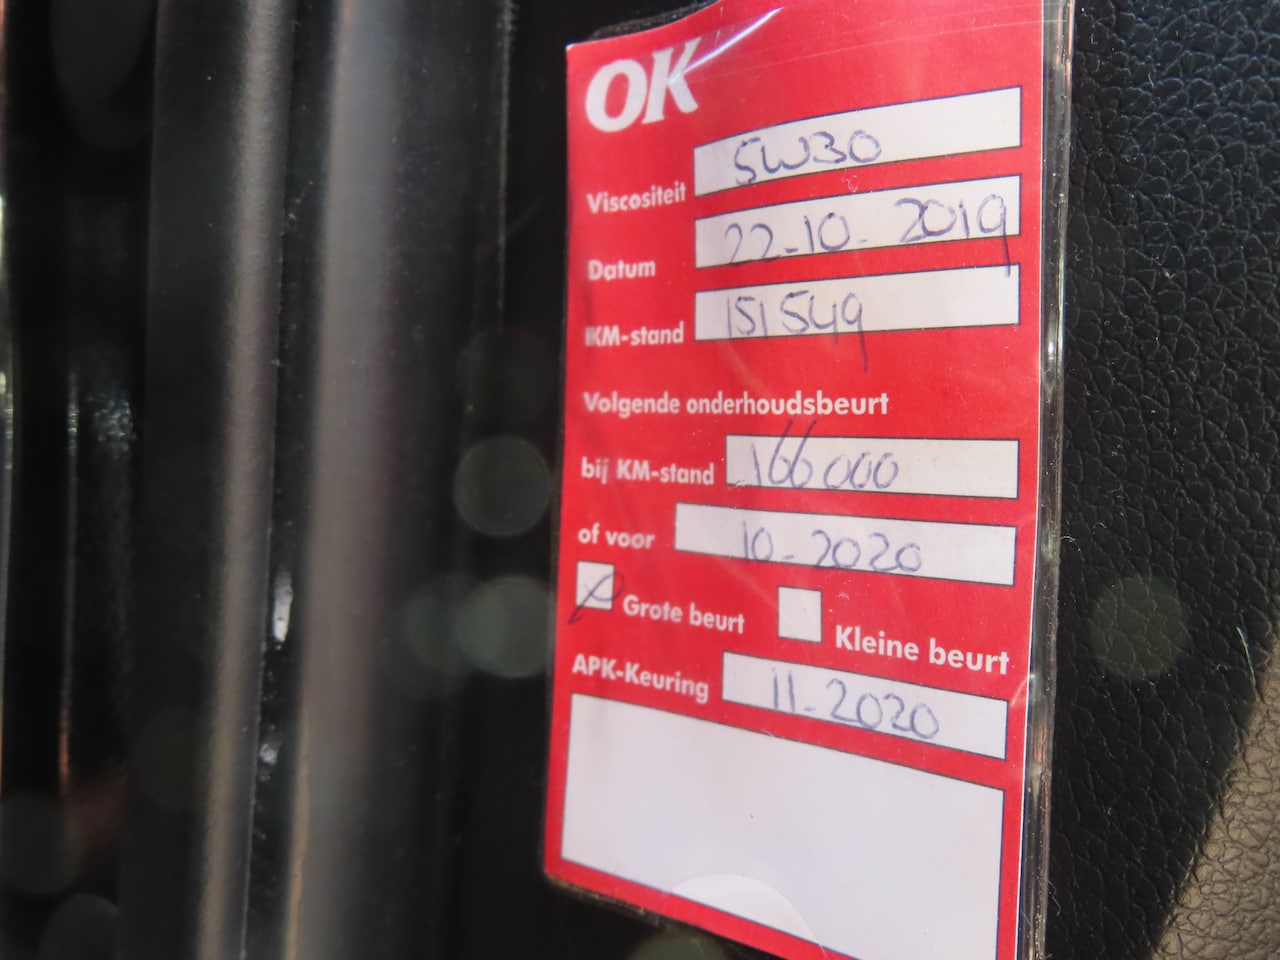 OK
Viscositeit 5W30
Datum 22-10-2019
KM-stand 151549
Volgende onderhoudsbeurt
bij KM-stand 166000
of voor 10-2020
Grote beurt Kleine beurt
APK-Keuring 11-2020